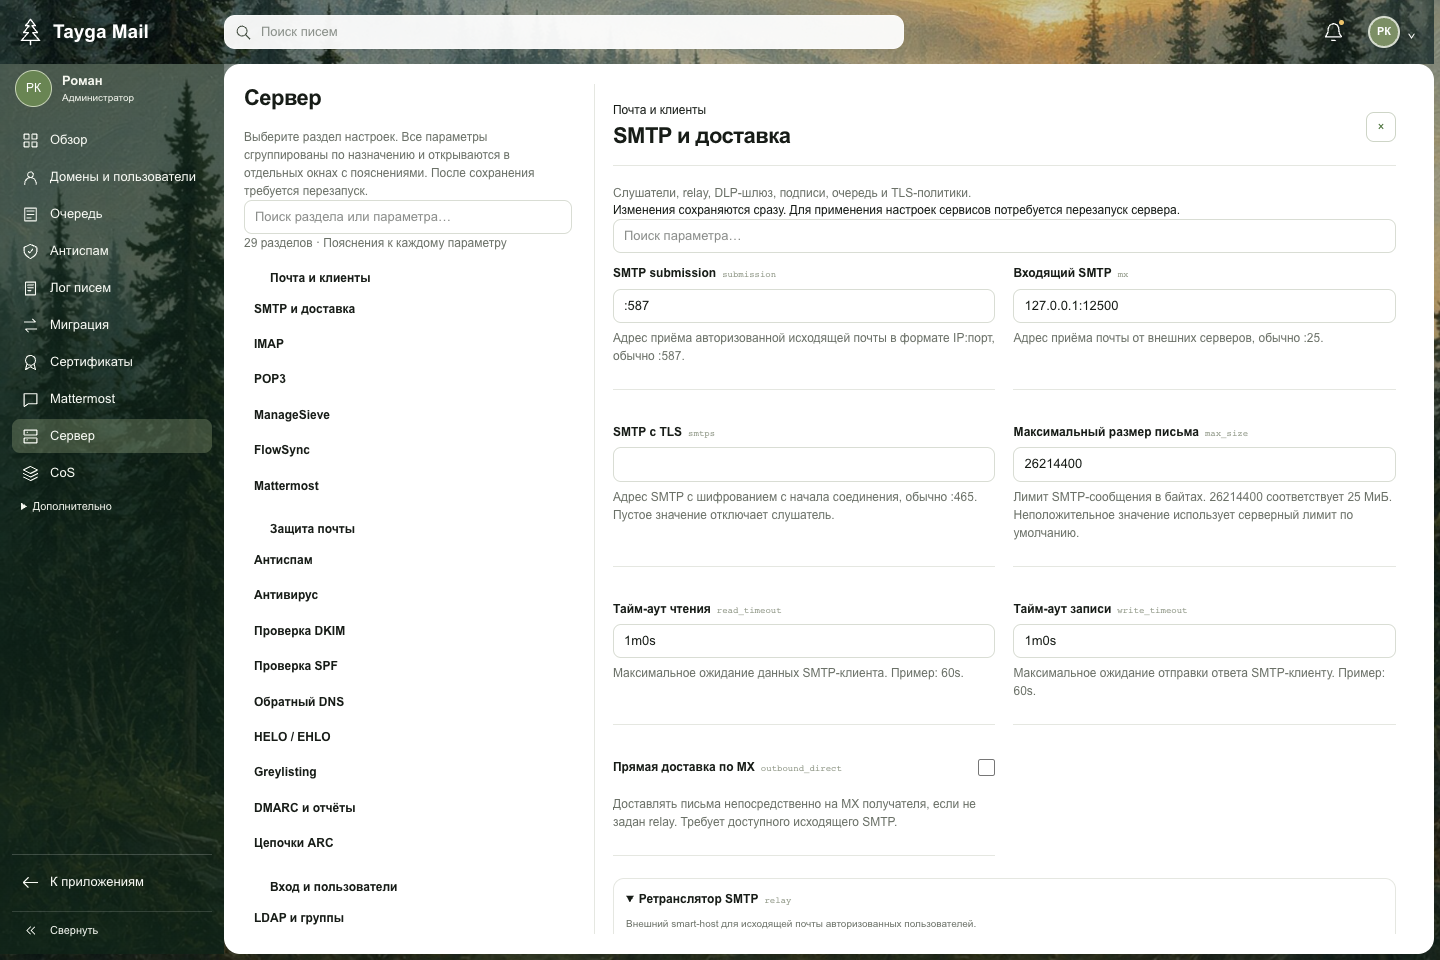 Tayga Mail
Поиск писем
РК
РК
Роман
Администратор
Обзор
Домены и пользователи
Очередь
Антиспам
Лог писем
Миграция
Сертификаты
Mattermost
Сервер
CoS
Дополнительно
К приложениям
Свернуть
Сервер
Выберите раздел настроек. Все параметры
сгруппированы по назначению и открываются в
отдельных окнах с пояснениями. После сохранения
требуется перезапуск.
Поиск раздела или параметра…
29 разделов · Пояснения к каждому параметру
Почта и клиенты
SMTP и доставка
IMAP
POP3
ManageSieve
FlowSync
Mattermost
Защита почты
Антиспам
Антивирус
Проверка DKIM
Проверка SPF
Обратный DNS
HELO / EHLO
Greylisting
DMARC и отчёты
Цепочки ARC
Вход и пользователи
LDAP и группы
Почта и клиенты
SMTP и доставка
×
Слушатели, relay, DLP-шлюз, подписи, очередь и TLS-политики.
Изменения сохраняются сразу. Для применения настроек сервисов потребуется перезапуск сервера.
Поиск параметра…
SMTP submission submission
:587
Адрес приёма авторизованной исходящей почты в формате IP:порт,
обычно :587.
Входящий SMTP mx
127.0.0.1:12500
Адрес приёма почты от внешних серверов, обычно :25.
SMTP с TLS smtps
Адрес SMTP с шифрованием с начала соединения, обычно :465.
Пустое значение отключает слушатель.
Максимальный размер письма max_size
26214400
Лимит SMTP-сообщения в байтах. 26214400 соответствует 25 МиБ.
Неположительное значение использует серверный лимит по
умолчанию.
Тайм-аут чтения read_timeout
1m0s
Максимальное ожидание данных SMTP-клиента. Пример: 60s.
Тайм-аут записи write_timeout
1m0s
Максимальное ожидание отправки ответа SMTP-клиенту. Пример:
60s.
Прямая доставка по MX outbound_direct
Доставлять письма непосредственно на MX получателя, если не
задан relay. Требует доступного исходящего SMTP.
Ретранслятор SMTP relay
Внешний smart-host для исходящей почты авторизованных пользователей.